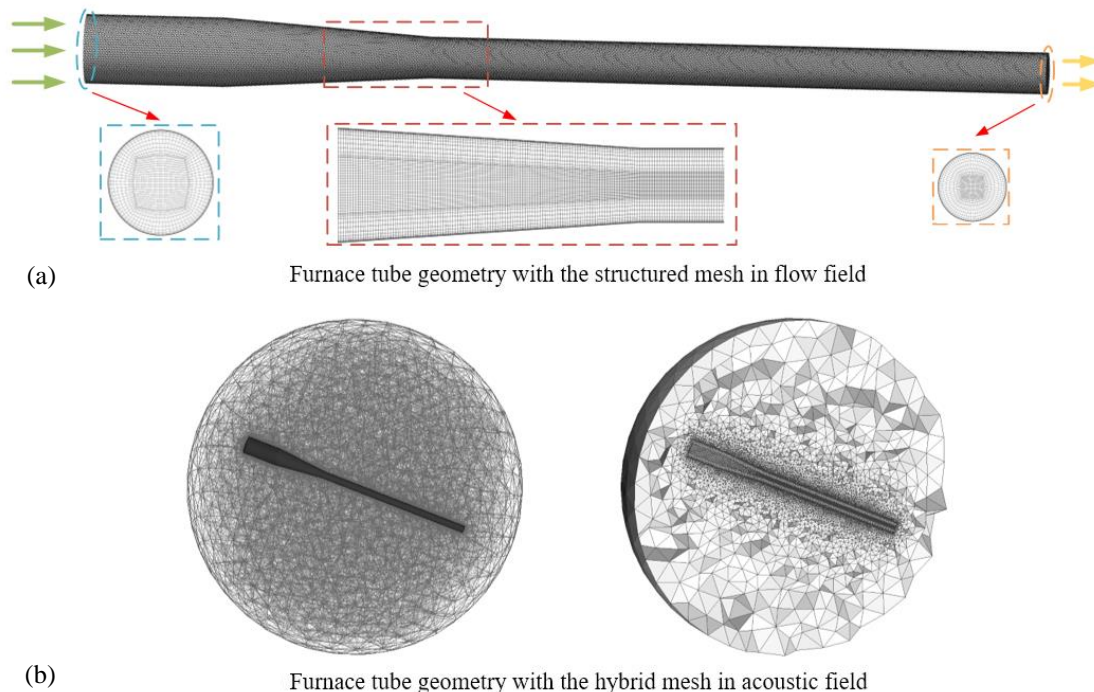 (a)
Furnace tube geometry with the structured mesh in flow field
(b)
Furnace tube geometry with the hybrid mesh in acoustic field